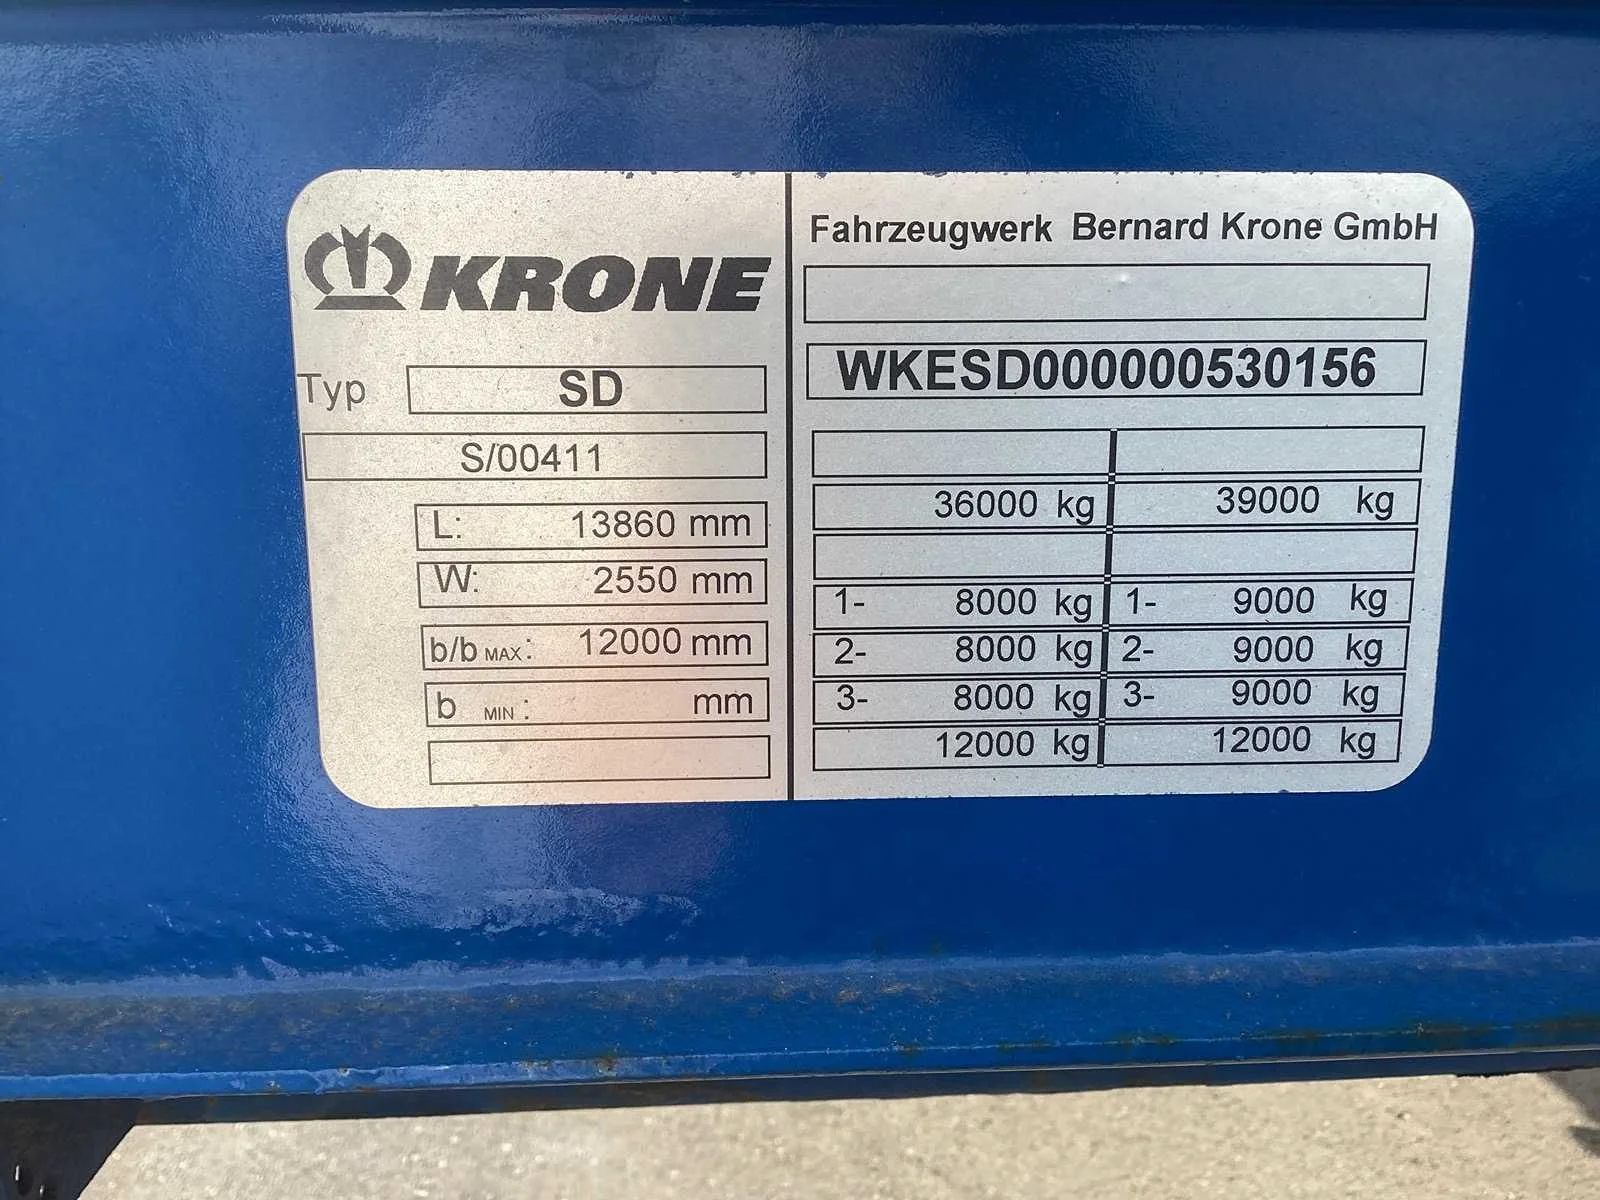 KRONE
Typ SD
S/00411
L: 13860 mm
W: 2550 mm
b/b MAX: 12000 mm
b MIN: mm
Fahrzeugwerk Bernard Krone GmbH
WKESD000000530156
36000 kg 39000 kg
1- 8000 kg 1- 9000 kg
2- 8000 kg 2- 9000 kg
3- 8000 kg 3- 9000 kg
12000 kg 12000 kg